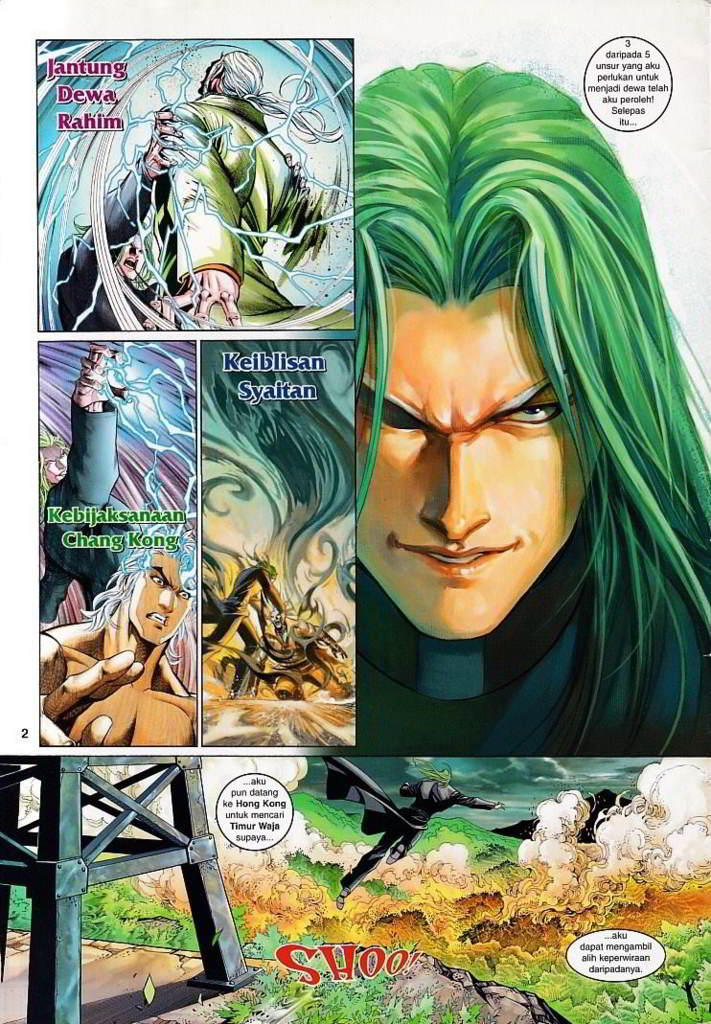 Jantung
Dewa
Rahim
3
daripada 5
unsur yang aku
perlukan untuk
menjadi dewa telah
aku peroleh!
Selepas
itu...
Kebijaksanaan
Chang Kong
Keiblisan
Syaitan
2
...aku
pun datang
ke Hong Kong
untuk mencari
Timur Waja
supaya...
SHOO!
...aku
dapat mengambil
alih keperwiraan
daripadanya.